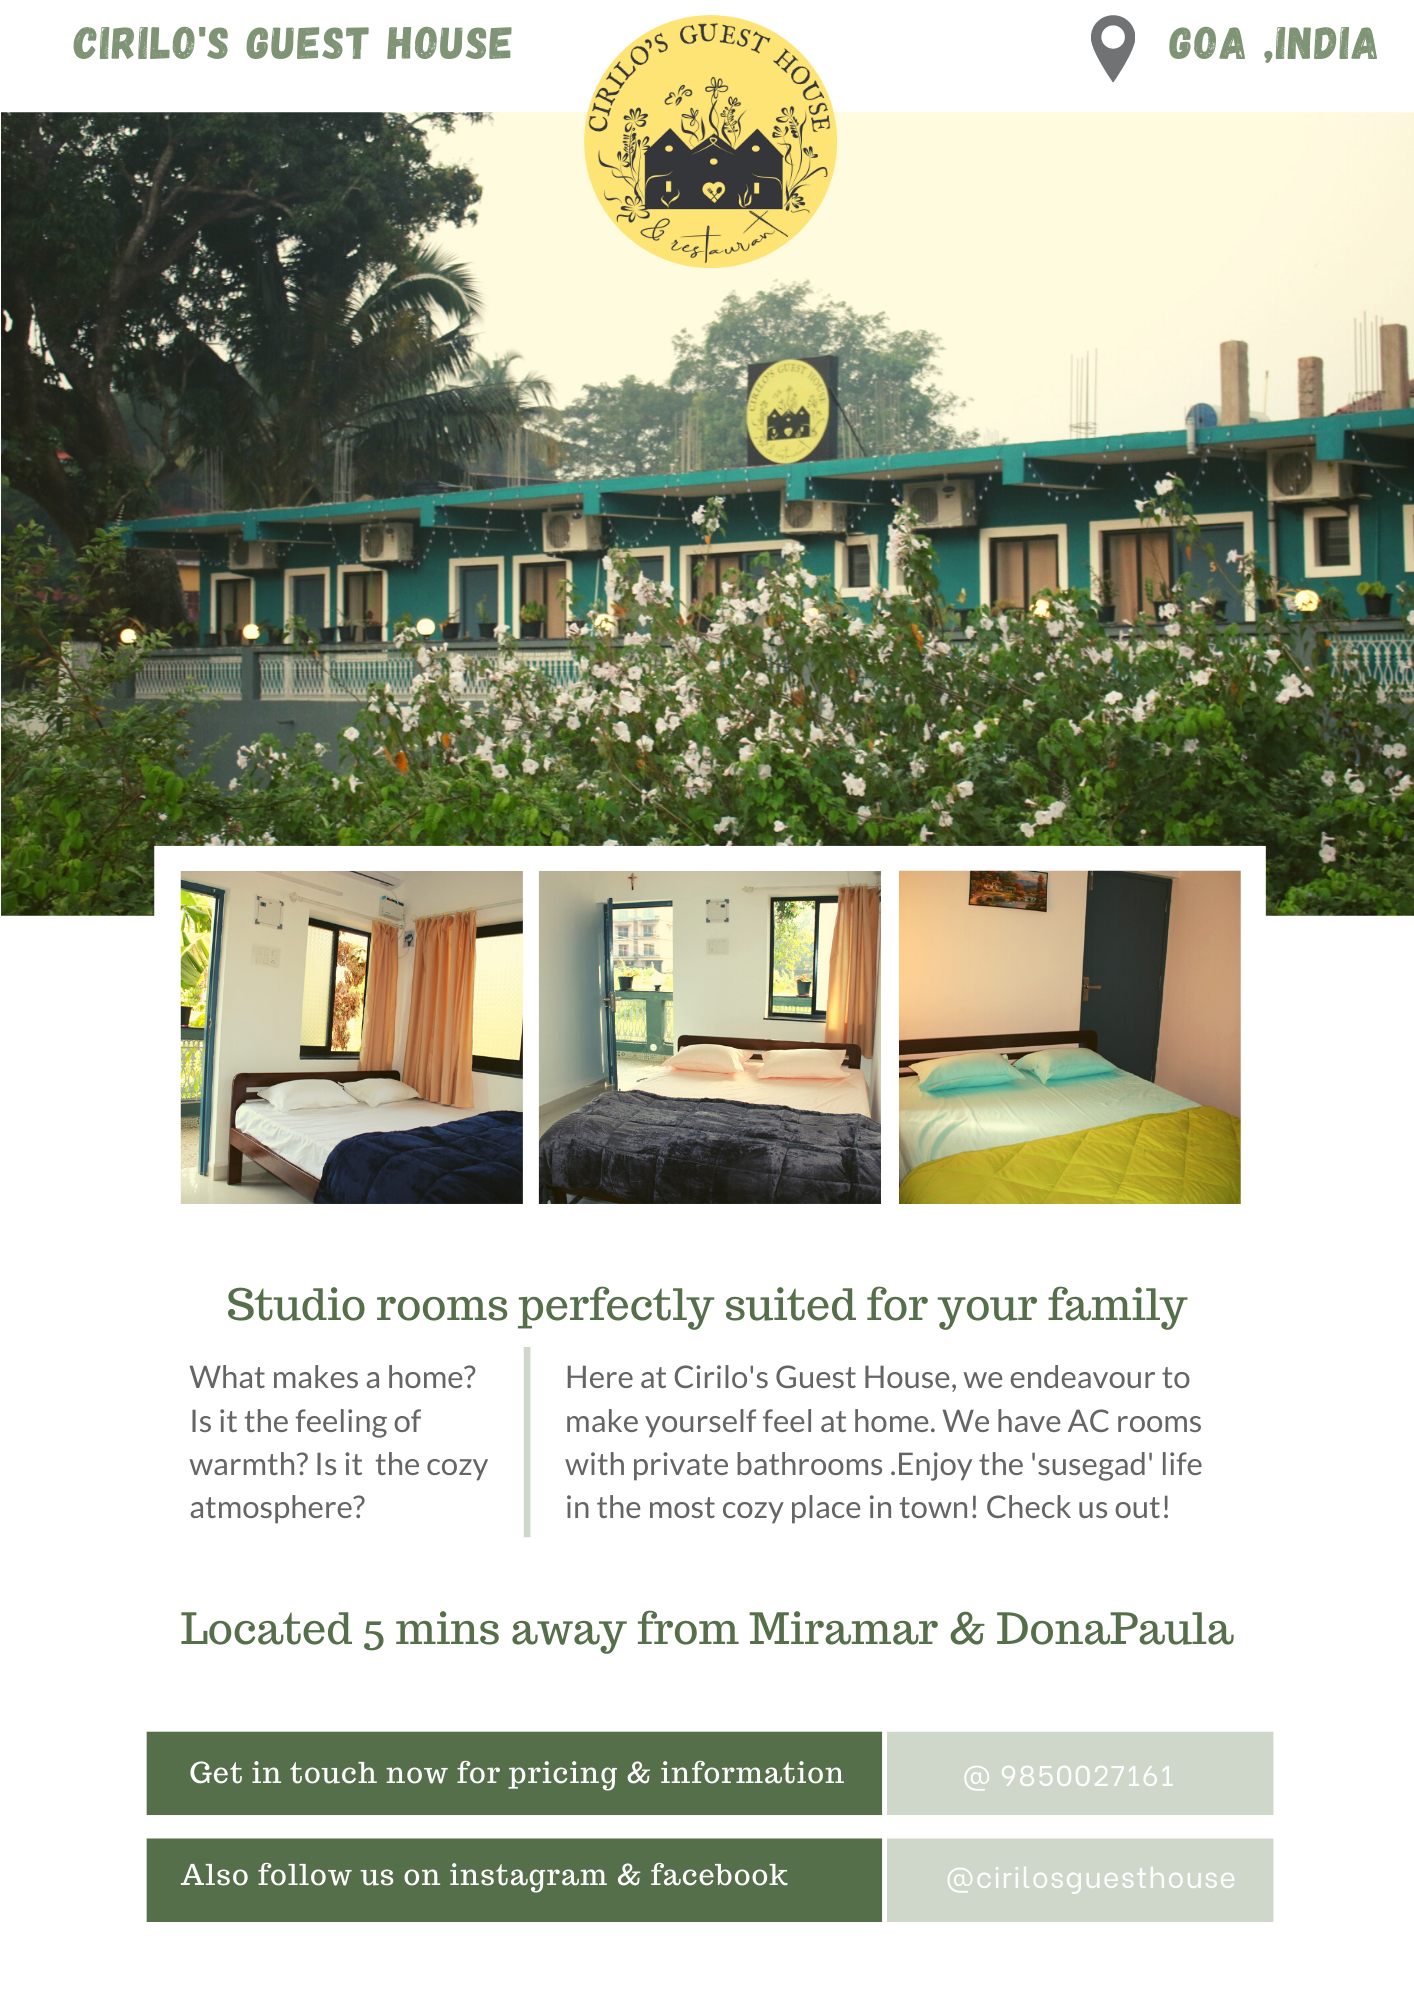 CIRILO'S GUEST HOUSE
GOA ,INDIA
CIRILO'S GUEST HOUSE
& restaurant
CIRILO'S GUEST HOUSE
5
Studio rooms perfectly suited for your family
What makes a home?
Is it the feeling of
warmth? Is it the cozy
atmosphere?
Here at Cirilo's Guest House, we endeavour to
make yourself feel at home. We have AC rooms
with private bathrooms .Enjoy the 'susegad' life
in the most cozy place in town! Check us out!
Located 5 mins away from Miramar & DonaPaula
Get in touch now for pricing & information
@ 9850027161
Also follow us on instagram & facebook
@cirilosguesthouse